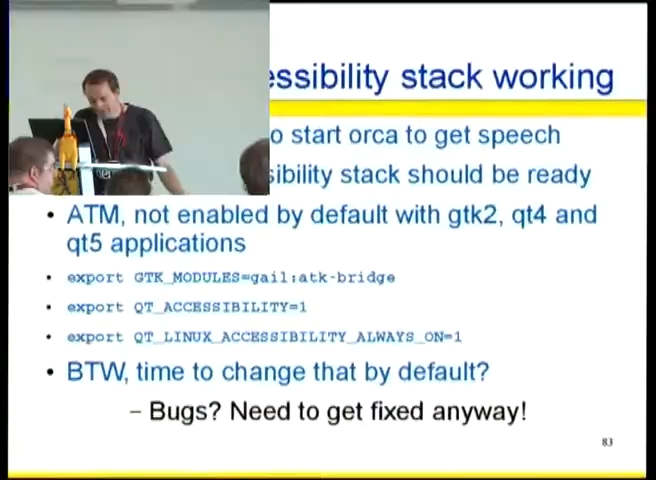 essibility stack working
o start orca to get speech
sibility stack should be ready
• ATM, not enabled by default with gtk2, qt4 and
qt5 applications
• export GTK_MODULES=gail:atk-bridge
• export QT_ACCESSIBILITY=1
• export QT_LINUX_ACCESSIBILITY_ALWAYS_ON=1
• BTW, time to change that by default?
– Bugs? Need to get fixed anyway!
83